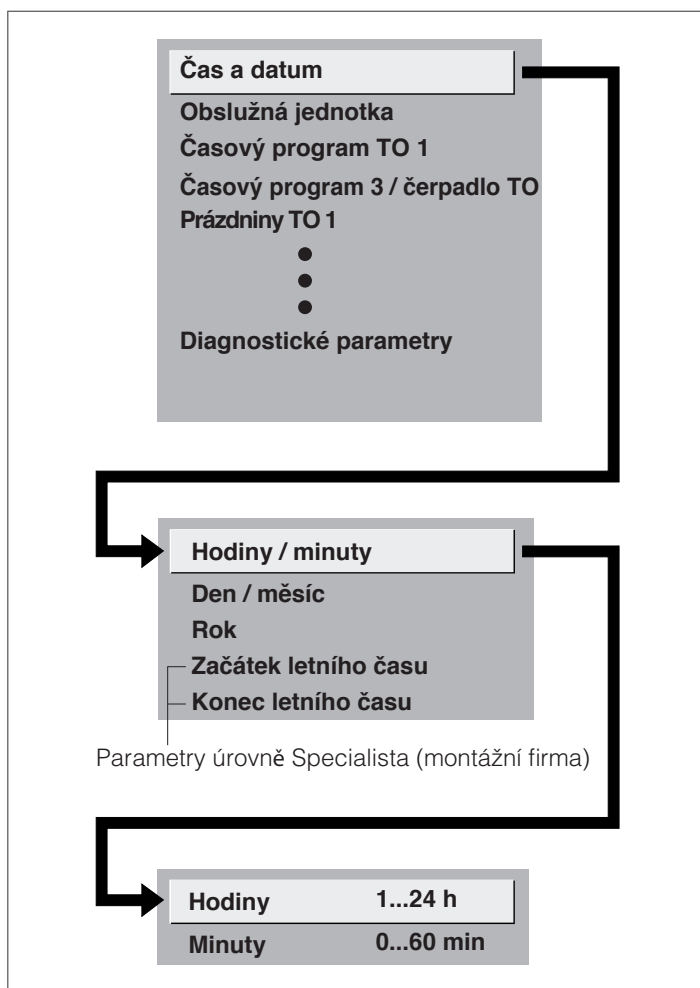 Čas a datum
Obslužná jednotka
Časový program TO 1
Časový program 3 / čerpadlo TO
Prázdniny TO 1
Diagnostické parametry
Hodiny / minuty
Den / měsíc
Rok
Začátek letního času
Konec letního času
Parametry úrovně Specialista (montážní firma)
Hodiny 1...24 h
Minuty 0...60 min